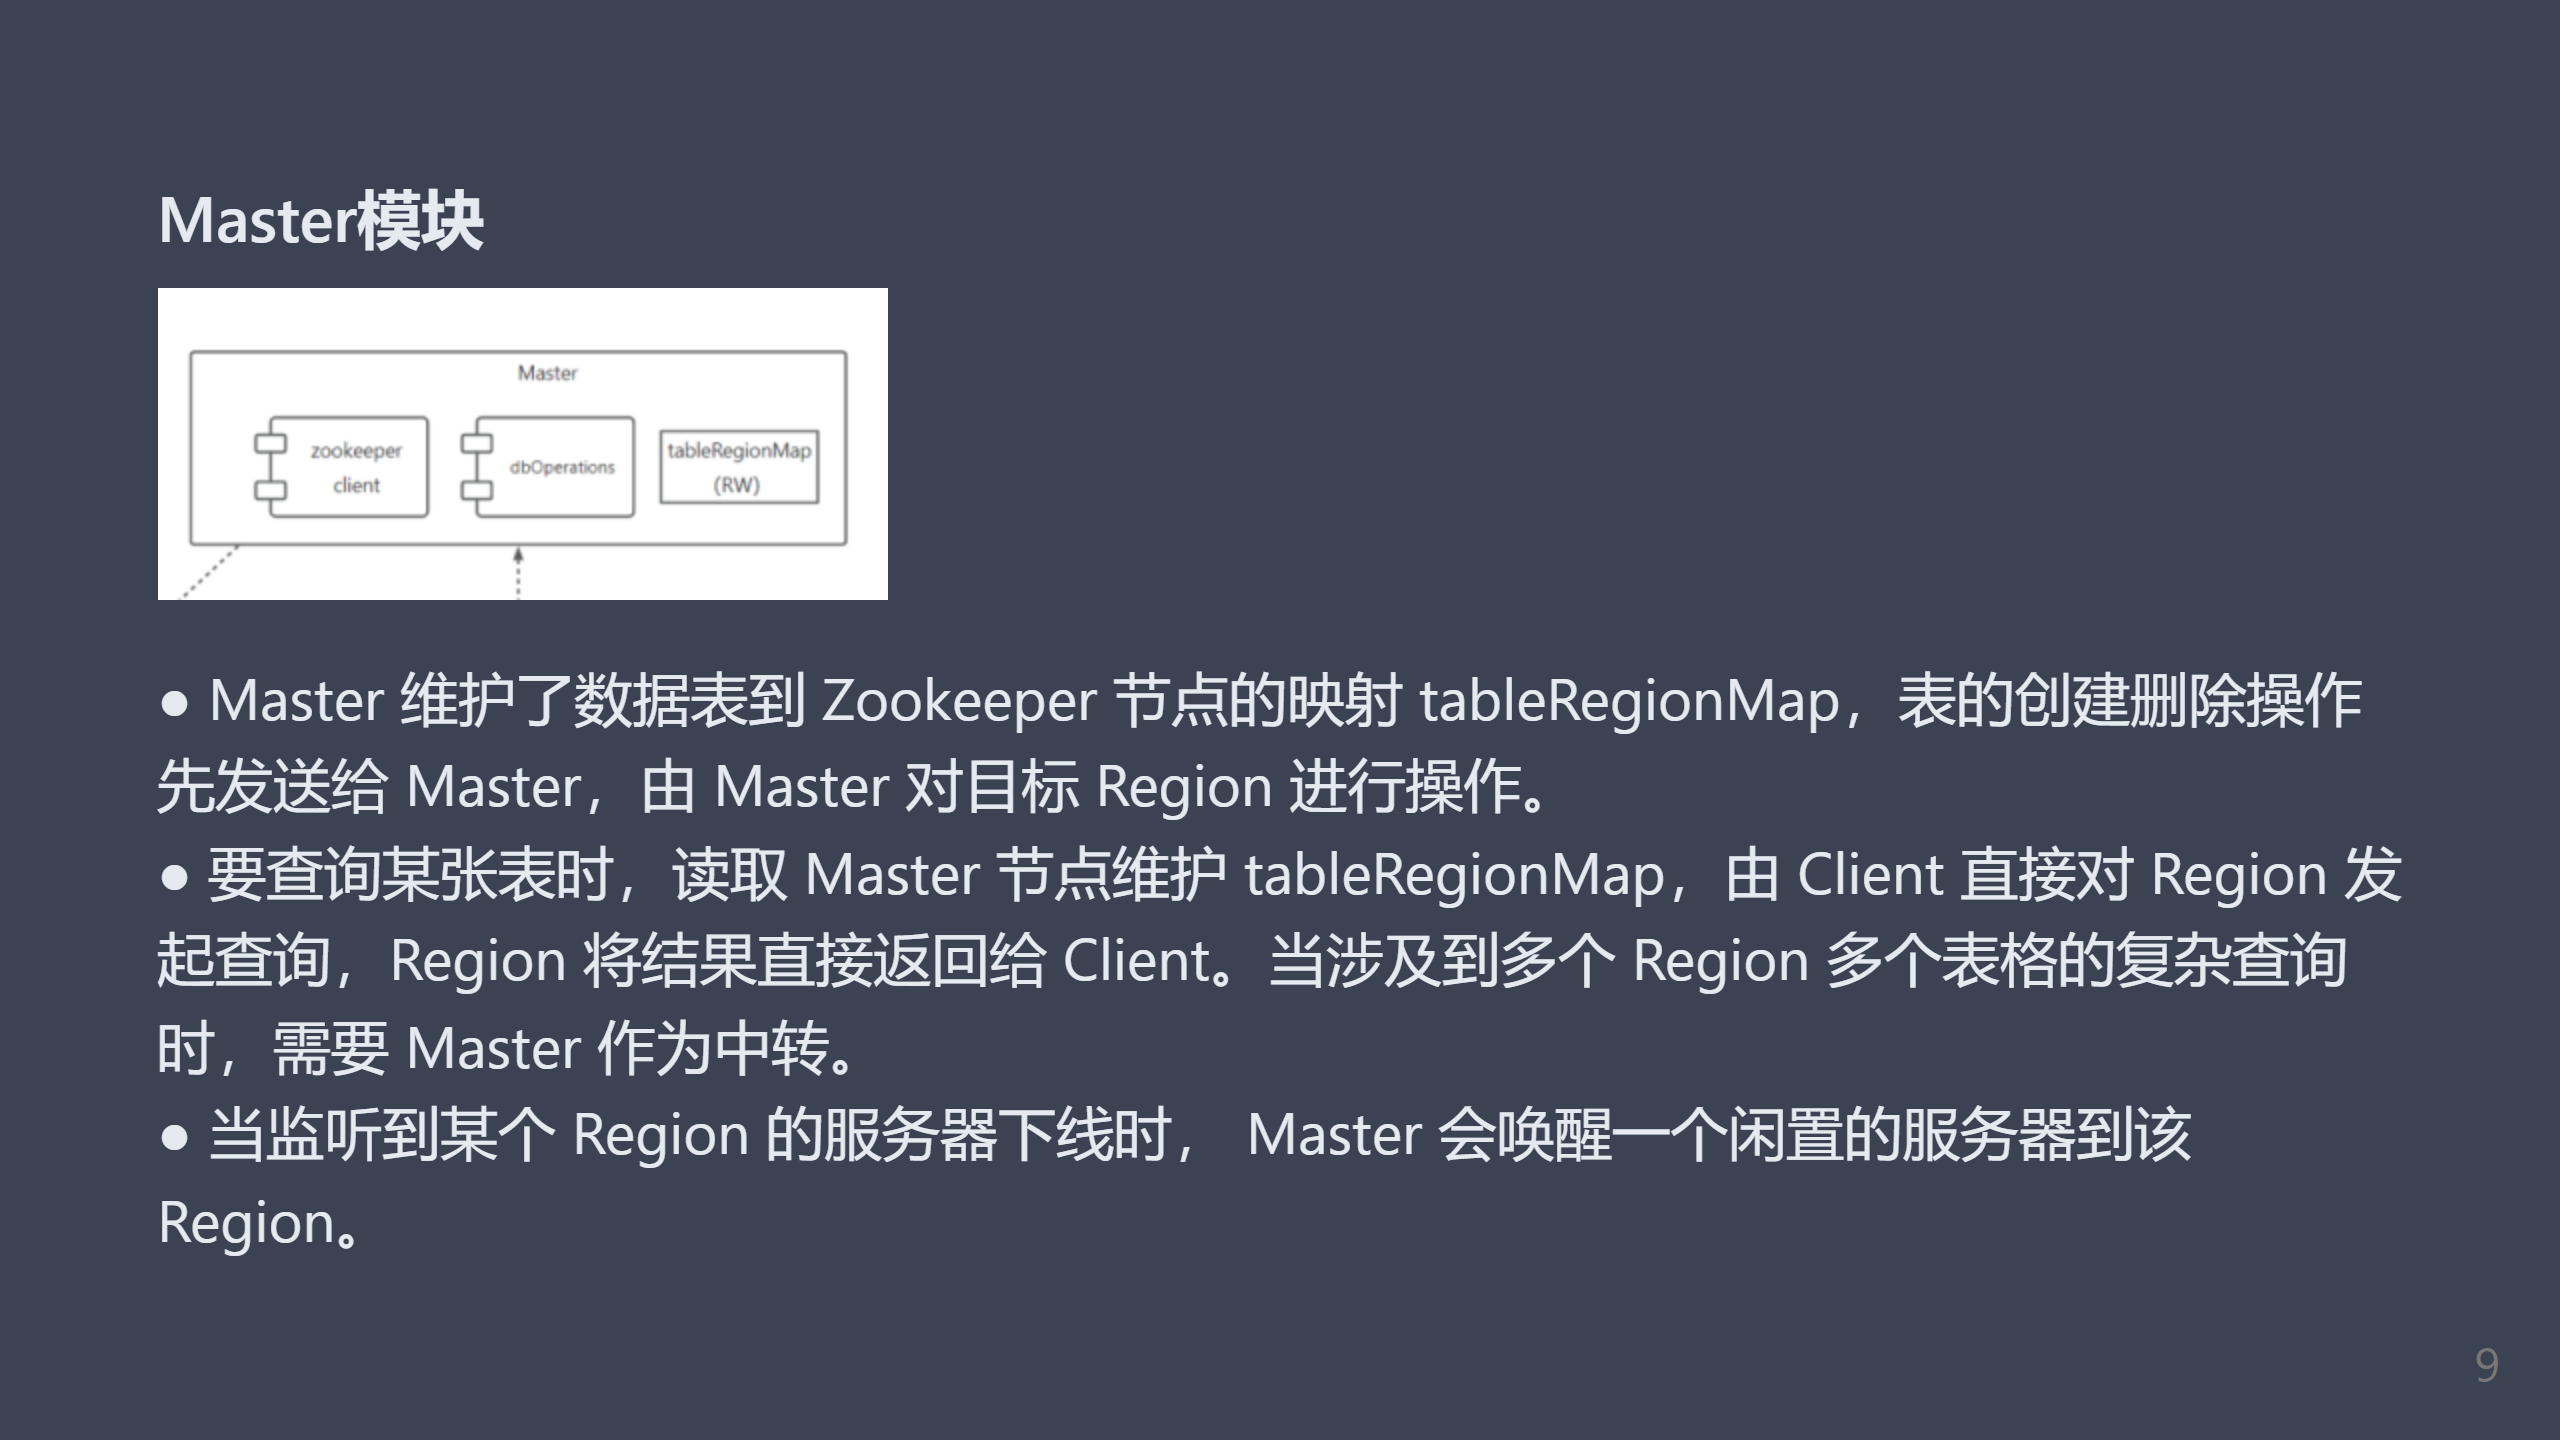 Master模块
Master
zookeeper
client
dbOperations
tableRegionMap
(RW)
● Master 维护了数据表到 Zookeeper 节点的映射 tableRegionMap，表的创建删除操作
先发送给 Master，由 Master 对目标 Region 进行操作。
● 要查询某张表时，读取 Master 节点维护 tableRegionMap，由 Client 直接对 Region 发
起查询，Region 将结果直接返回给 Client。当涉及到多个 Region 多个表格的复杂查询
时，需要 Master 作为中转。
● 当监听到某个 Region 的服务器下线时， Master 会唤醒一个闲置的服务器到该
Region。
9